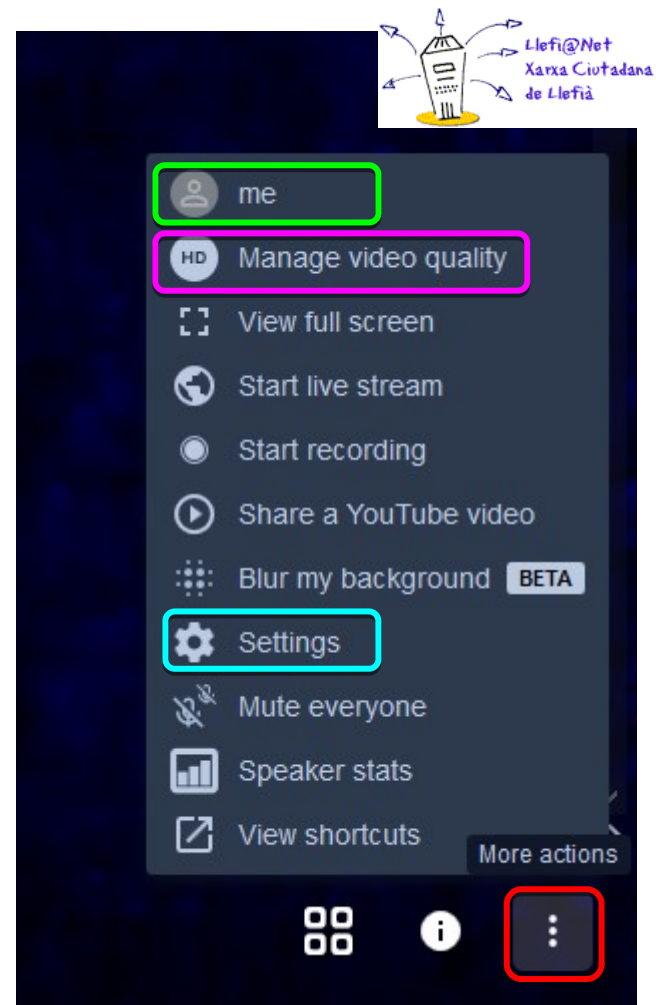 Llefi@Net
Xarxa Ciutadana
de Llefià
me
HD Manage video quality
View full screen
Start live stream
Start recording
Share a YouTube video
Blur my background BETA
Settings
Mute everyone
Speaker stats
View shortcuts
More actions
i